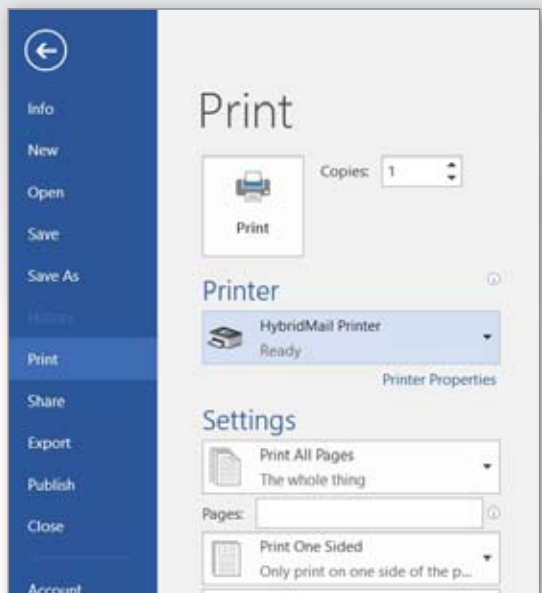 Info
New
Open
Save
Save As
History
Print
Share
Export
Publish
Close
Account
Print
Copies: 1
Print
Printer
HybridMail Printer
Ready
Printer Properties
Settings
Print All Pages
The whole thing
Pages:
Print One Sided
Only print on one side of the p...